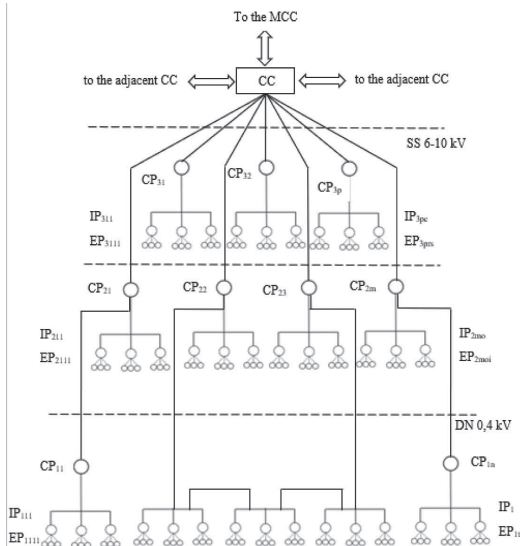 To the MCC
to the adjacent CC CC to the adjacent CC
SS 6-10 kV
CP31 CP32 CP3p
IP311 IP3pc
EP3111 EP3prs
CP21 CP22 CP23 CP2m
IP211 IP2mo
EP2111 EP2moi
DN 0,4 kV
CP11 CP1n
IP111 IP1
EP1111 EP1